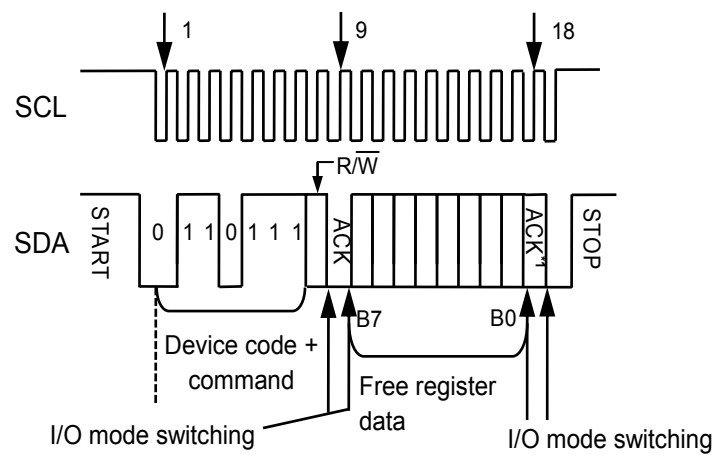 1 9 18
SCL
R/W̅
SDA
START 0 1 1 0 1 1 1 ACK ACK*1 STOP
B7 B0
Device code +
command
Free register
data
I/O mode switching
I/O mode switching